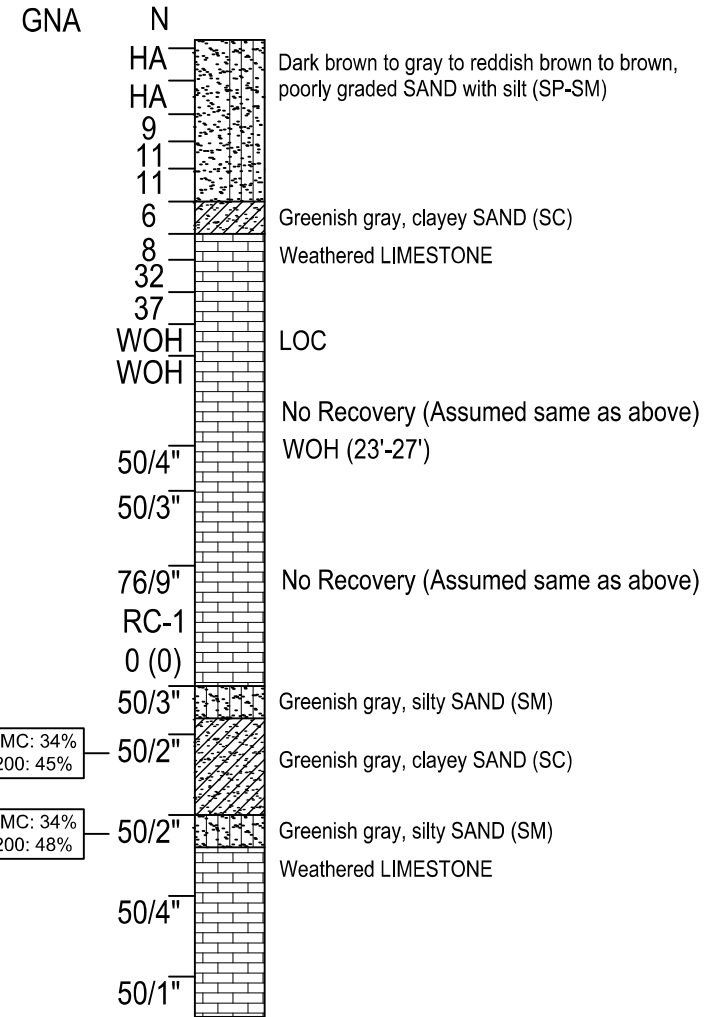 GNA N
HA
Dark brown to gray to reddish brown to brown,
poorly graded SAND with silt (SP-SM)
HA
9
11
11
6 Greenish gray, clayey SAND (SC)
8 Weathered LIMESTONE
32
37
WOH LOC
WOH
No Recovery (Assumed same as above)
50/4" WOH (23'-27')
50/3"
76/9" No Recovery (Assumed same as above)
RC-1
0 (0)
50/3" Greenish gray, silty SAND (SM)
MC: 34%
200: 45%
50/2" Greenish gray, clayey SAND (SC)
MC: 34%
200: 48%
50/2" Greenish gray, silty SAND (SM)
Weathered LIMESTONE
50/4"
50/1"